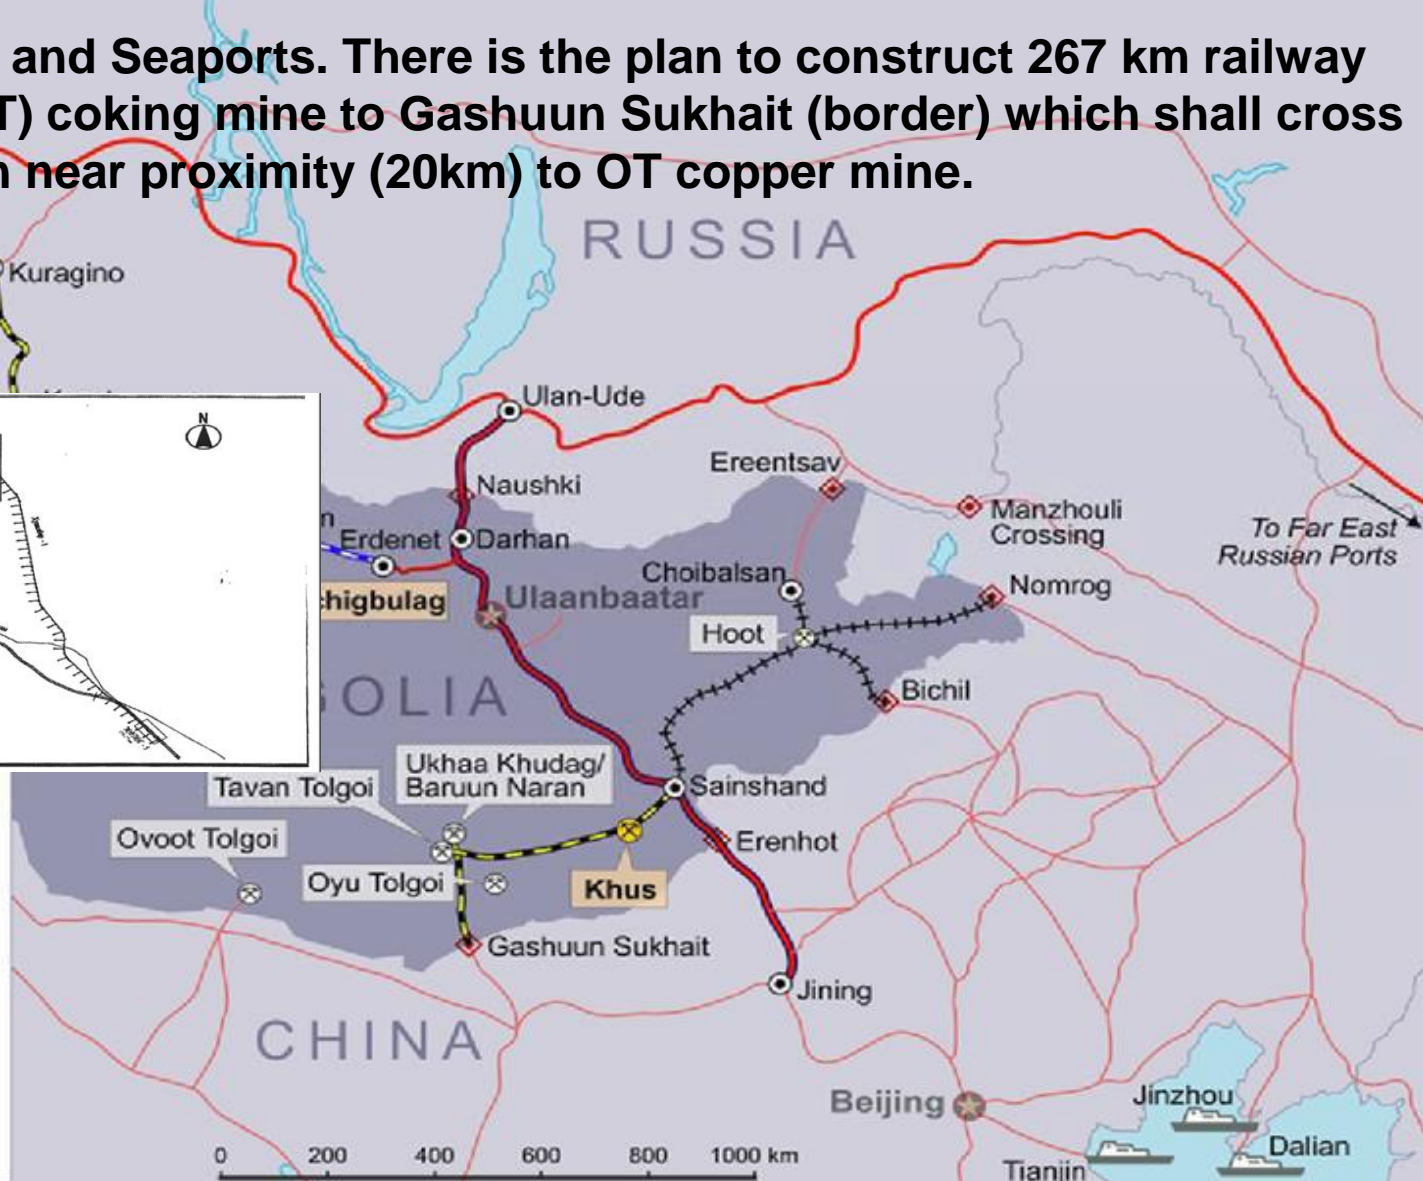 and Seaports. There is the plan to construct 267 km railway
T) coking mine to Gashuun Sukhait (border) which shall cross
n near proximity (20km) to OT copper mine.
RUSSIA
Kuragino
Ulan-Ude
N
Ereentsav
Naushki
Manzhouli
Crossing
To Far East
Russian Ports
n
Erdenet
Darhan
Choibalsan
Nomrog
higbulag
Ulaanbaatar
Hoot
GOLIA
Bichil
Ukhaa Khudag/
Baruun Naran
Tavan Tolgoi
Sainshand
Ovoot Tolgoi
Erenhot
Oyu Tolgoi
Khus
Gashuun Sukhait
Jining
CHINA
Beijing
Jinzhou
Dalian
0 200 400 600 800 1000 km
Tianjin